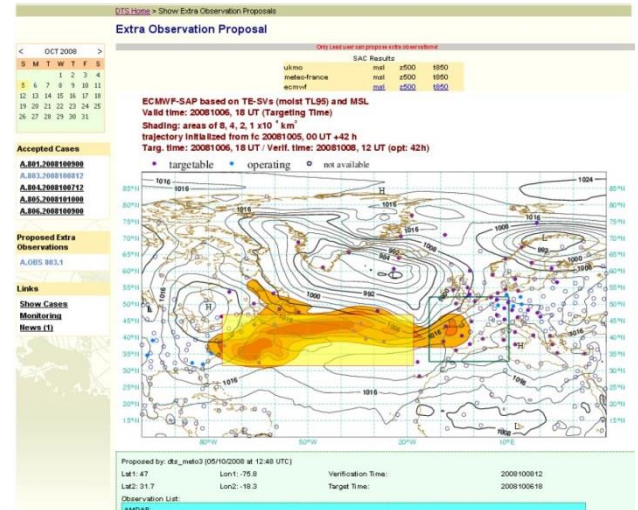 DTS Home > Show Extra Observation Proposals
Extra Observation Proposal
Only Lead user can propose extra observations!
SAC Results
ukmo msl z500 t850
meteo-france msl z500 t850
ecmwf msl z500 t850
< OCT 2008 >
S M T W T F S
1 2 3 4
5 6 7 8 9 10 11
12 13 14 15 16 17 18
19 20 21 22 23 24 25
26 27 28 29 30 31
Accepted Cases
A.801.2008100900
A.803.2008100812
A.804.2008100712
A.805.2008101000
A.806.2008100900
Proposed Extra
Observations
A.OBS 803.1
Links
Show Cases
Monitoring
News (1)
ECMWF-SAP based on TE-SVs (moist TL95) and MSL
Valid time: 20081006, 18 UT (Targeting Time)
Shading: areas of 8, 4, 2, 1 x10 ° km²
trajectory initialized from fc 20081005, 00 UT +42 h
Targ. time: 20081006, 18 UT / Verif. time: 20081008, 12 UT (opt: 42h)
targetable operating not available
80°W 50°W 20°W 10°E
Proposed by: dts_meto3 (05/10/2008 at 12:48 UTC)
Lat1: 47 Lon1: -75.8 Verification Time: 2008100812
Lat2: 31.7 Lon2: -18.3 Target Time: 2008100618
Observation List:
AMDAR